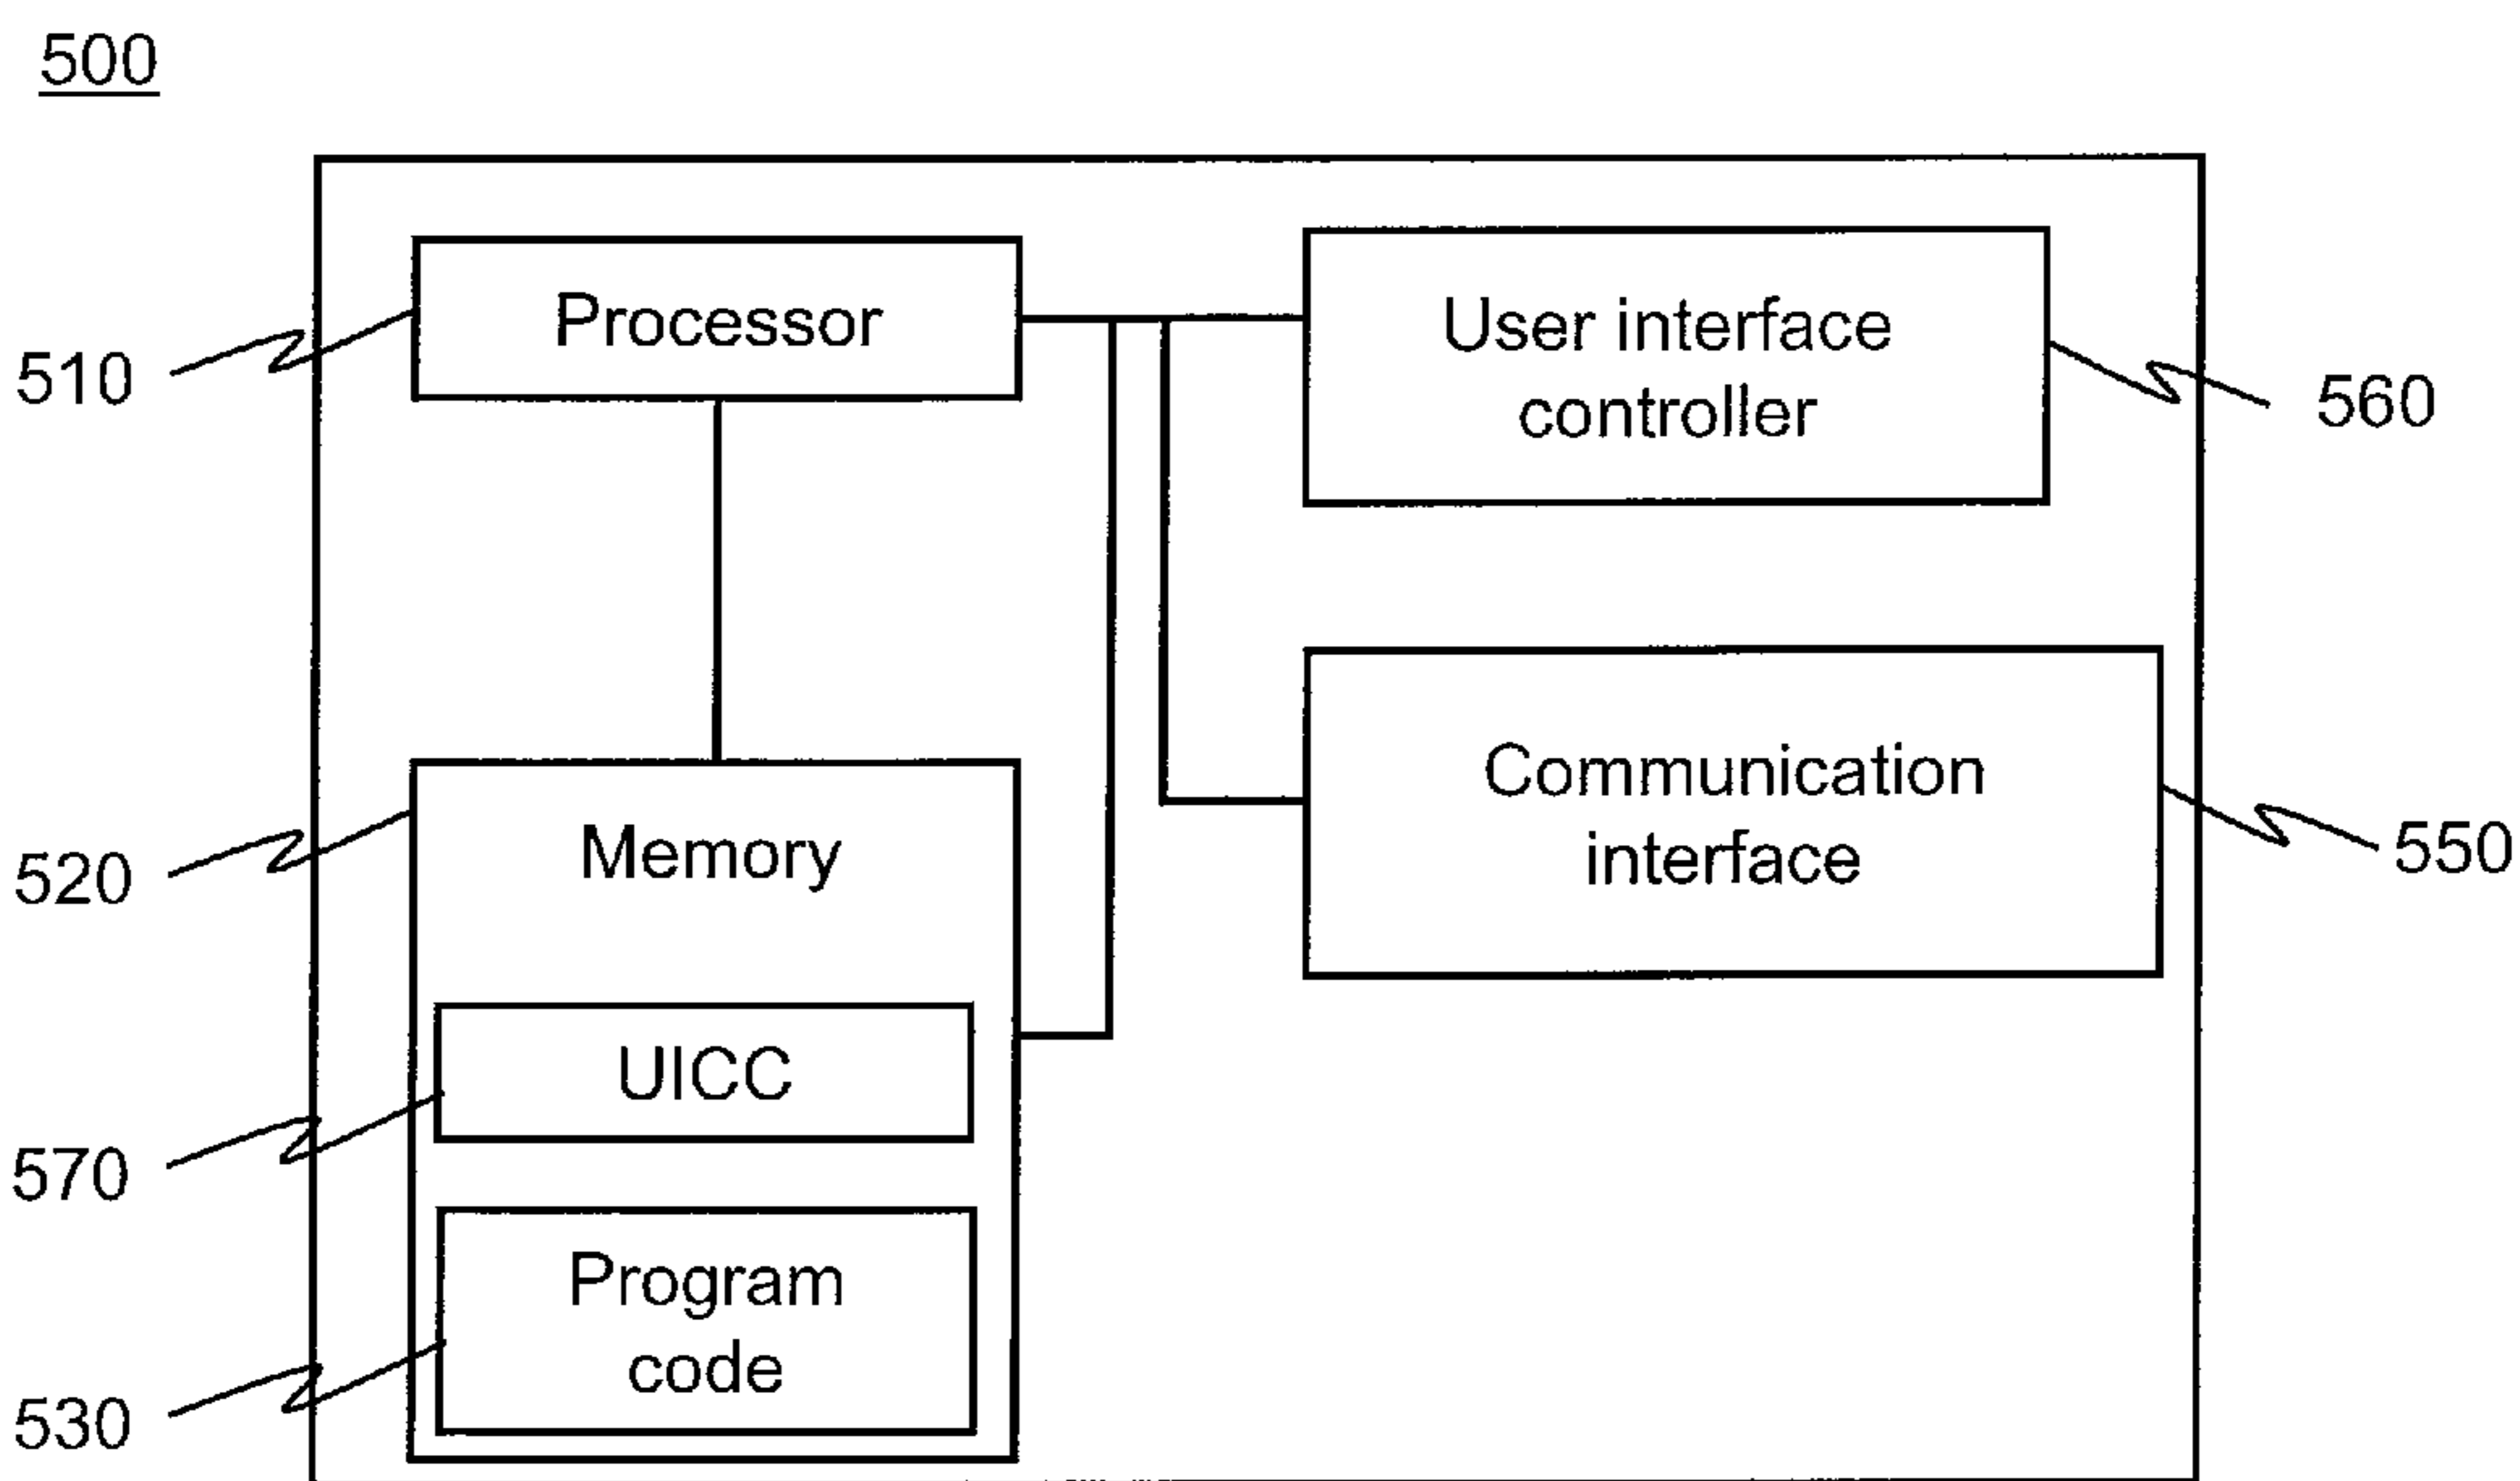 500
Processor
510
User interface
controller
560
Communication
interface
550
Memory
520
UICC
570
Program
code
530